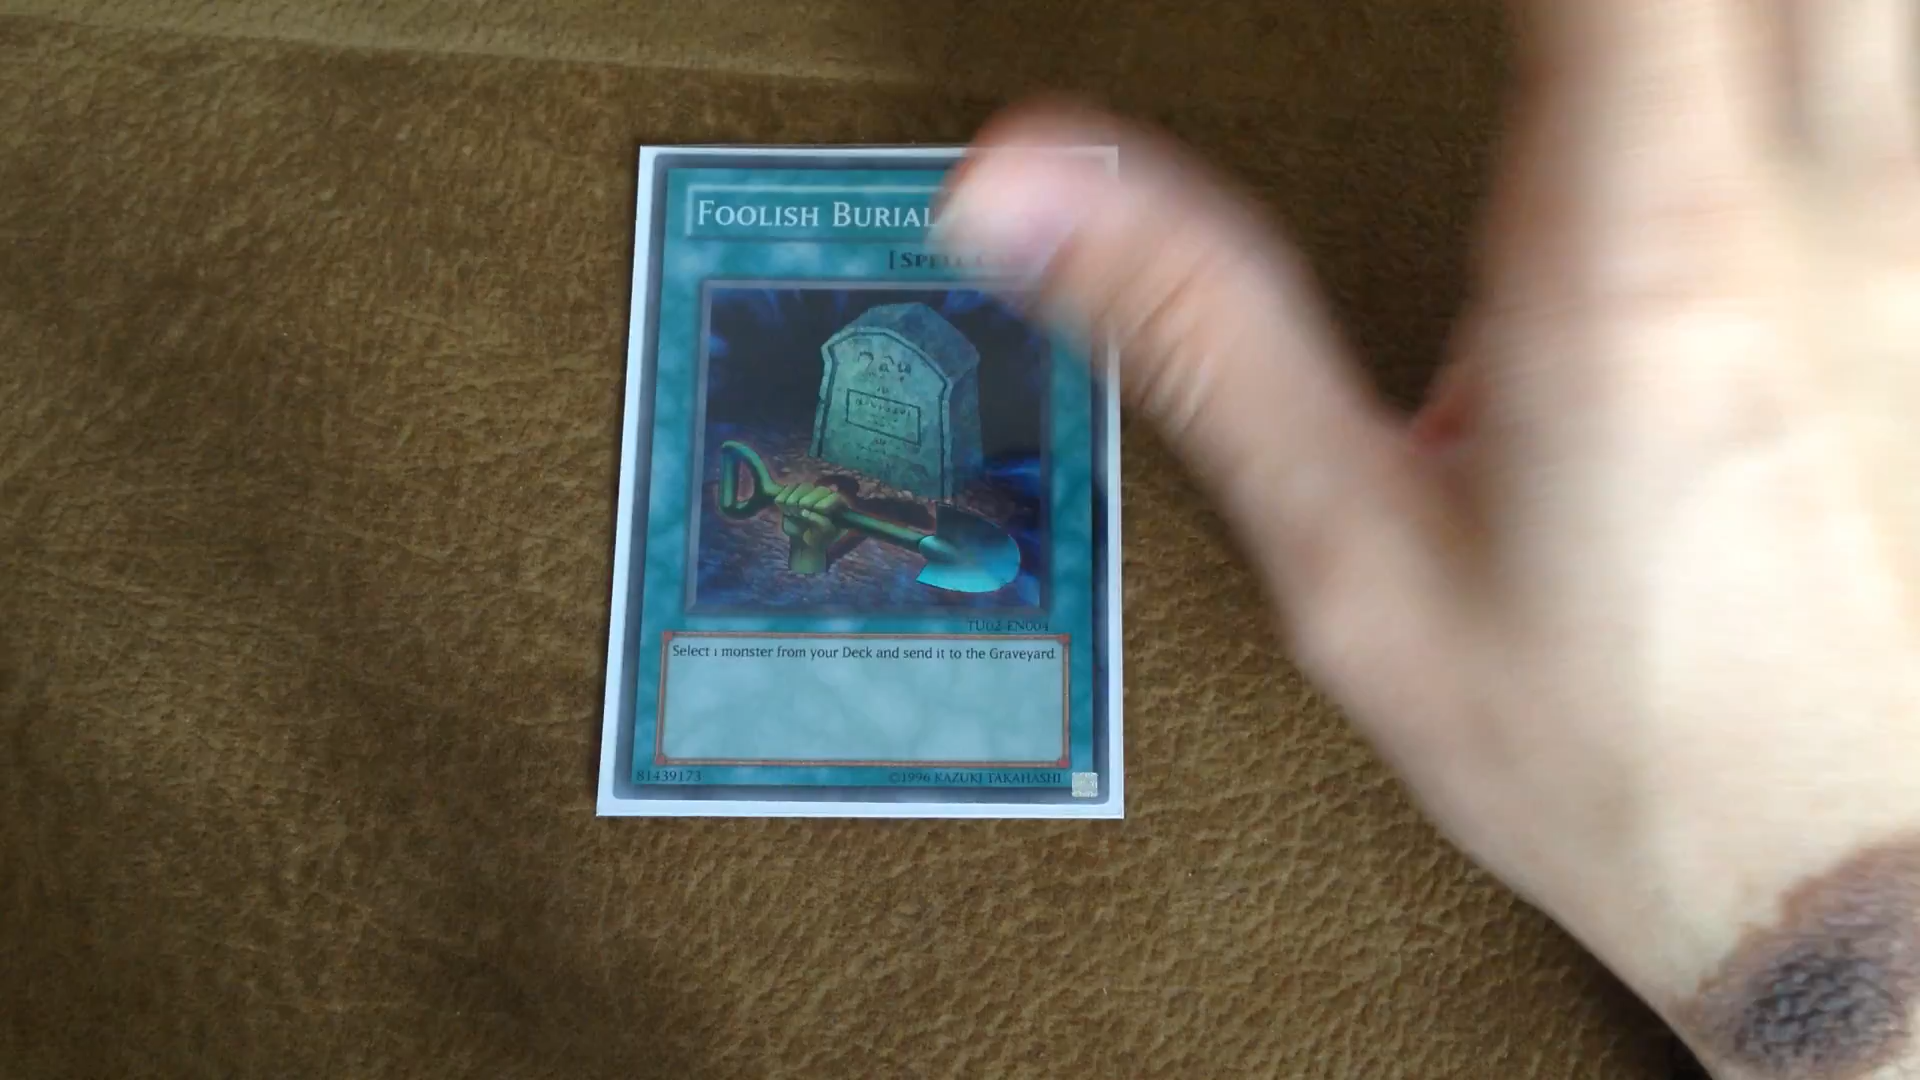 FOOLISH BURIAL
[SPELL
TU02-EN004
Select 1 monster from your Deck and send it to the Graveyard.
81439173
©1996 KAZUKI TAKAHASHI